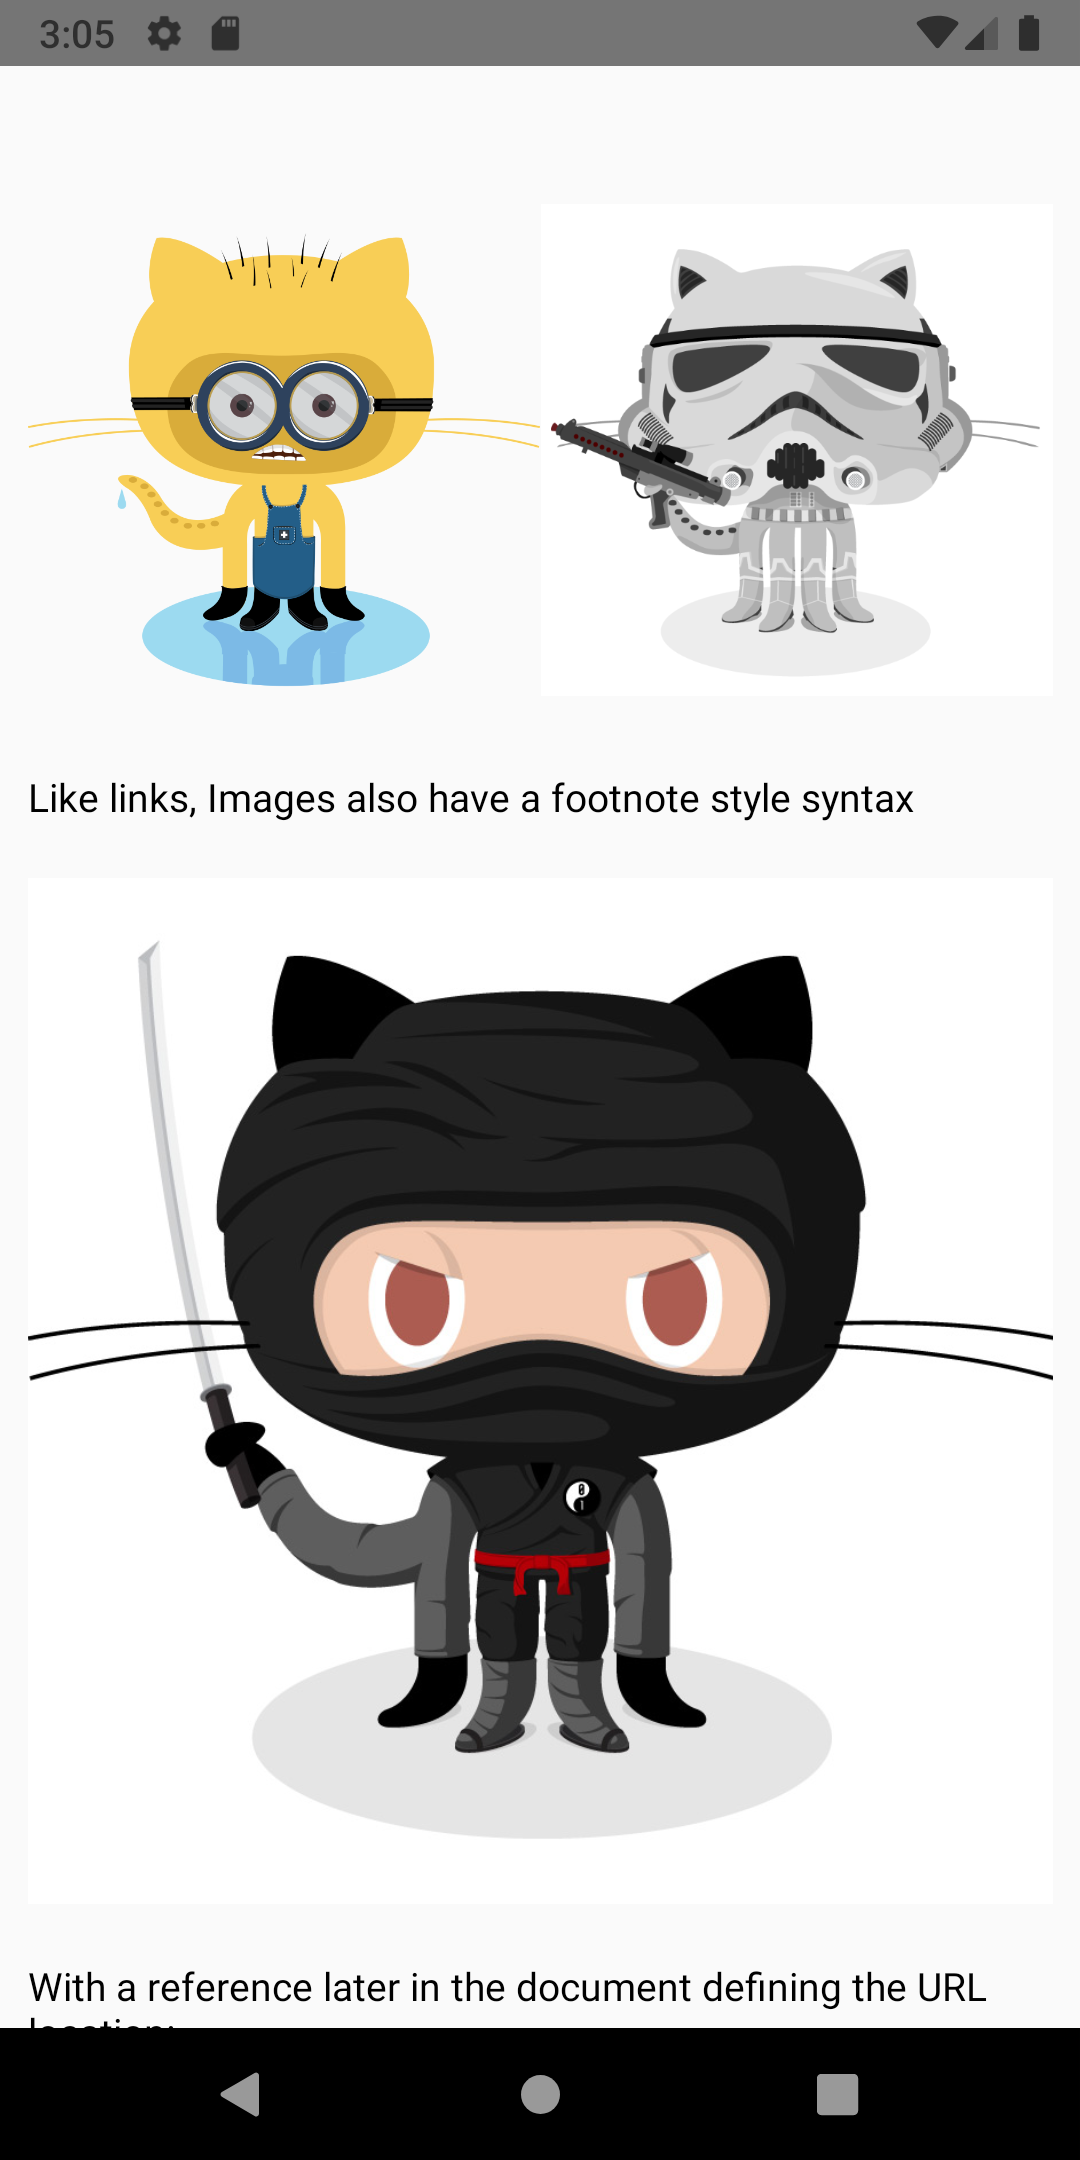 3:05
Like links, Images also have a footnote style syntax
With a reference later in the document defining the URL
location: